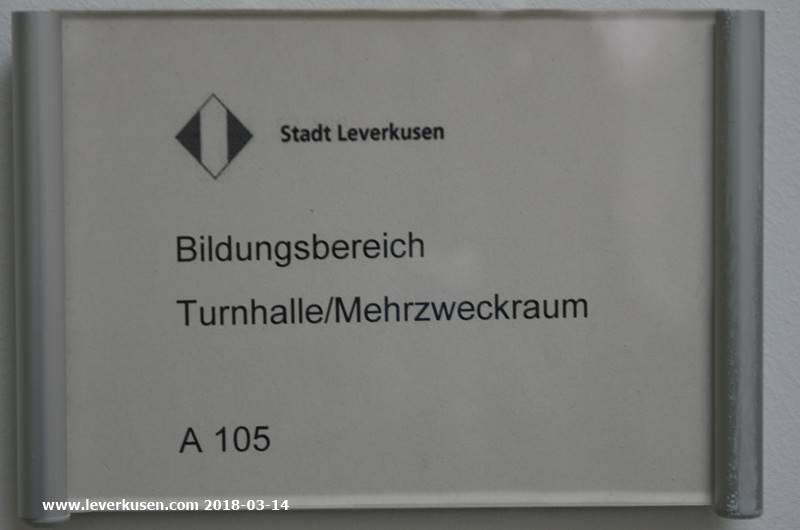 Stadt Leverkusen
Bildungsbereich
Turnhalle/Mehrzweckraum
A 105
www.leverkusen.com 2018-03-14